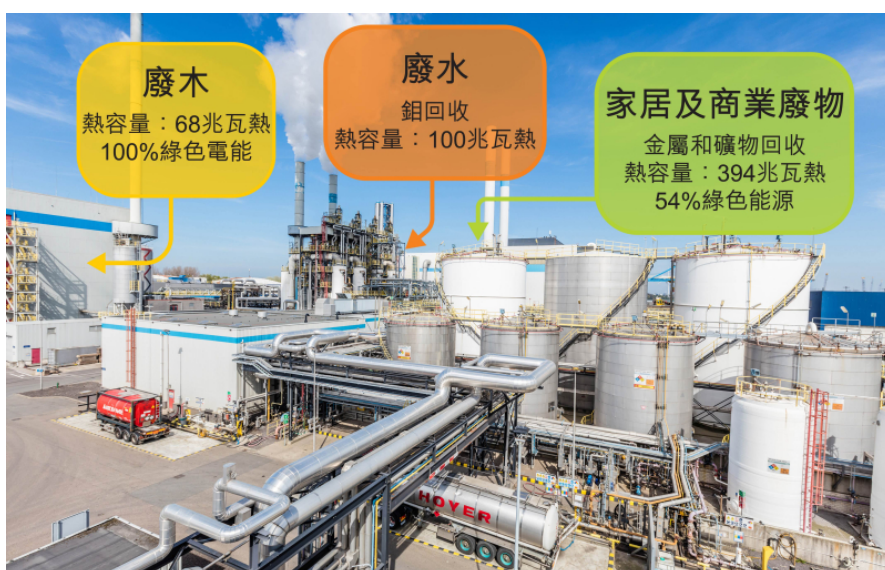 廢木
熱容量：68兆瓦熱
100%綠色電能
廢水
鉬回收
熱容量：100兆瓦熱
家居及商業廢物
金屬和礦物回收
熱容量：394兆瓦熱
54%綠色能源
HOYER